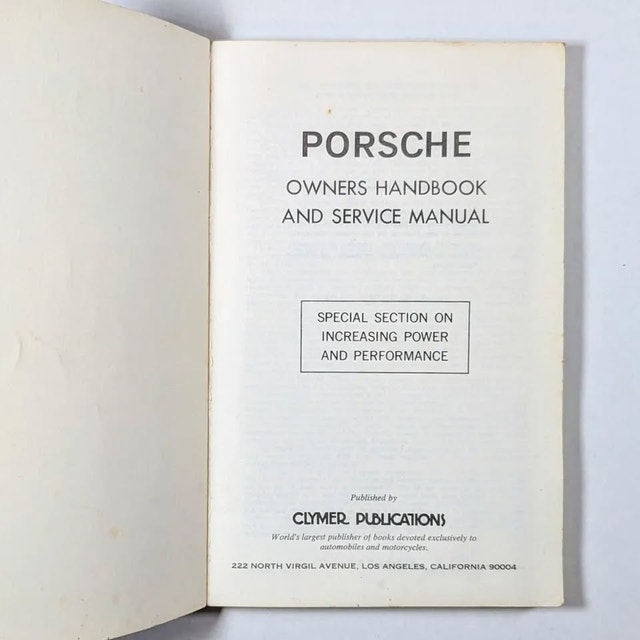 PORSCHE
OWNERS HANDBOOK
AND SERVICE MANUAL
SPECIAL SECTION ON
INCREASING POWER
AND PERFORMANCE
Published by
CLYMER PUBLICATIONS
World's largest publisher of books devoted exclusively to
automobiles and motorcycles.
222 NORTH VIRGIL AVENUE, LOS ANGELES, CALIFORNIA 90004